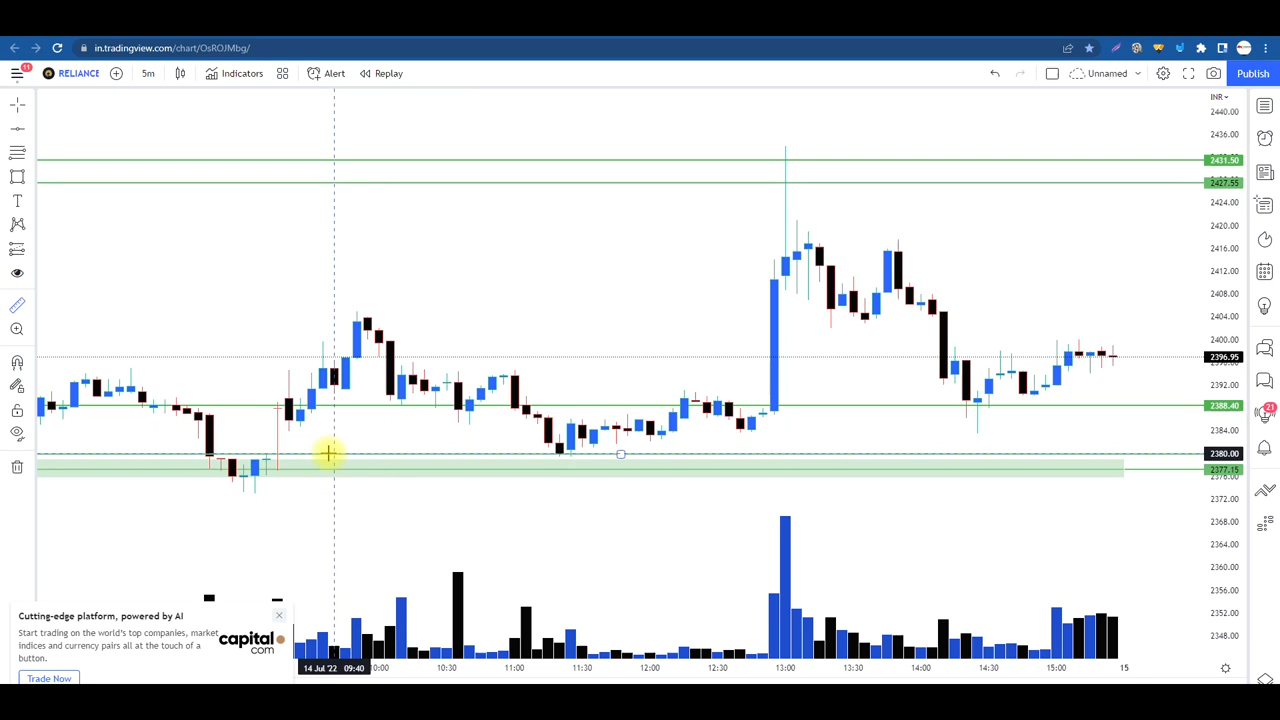 in.tradingview.com/chart/OsROJMbg/
11
RELIANCE
5m
Indicators
Alert
Replay
Unnamed
Publish
INR
2440.00
2436.00
2431.50
2427.55
2424.00
2420.00
2416.00
2412.00
2408.00
2404.00
2400.00
2396.95
2392.00
2388.40
2384.00
2380.00
2377.15
2376.00
2372.00
2368.00
2364.00
2360.00
2356.00
2352.00
2348.00
21
Cutting-edge platform, powered by AI
Start trading on the world's top companies, market
indices and currency pairs all at the touch of a
button.
capital
com
Trade Now
14 Jul '22 09:40
10:00
10:30
11:00
11:30
12:00
12:30
13:00
13:30
14:00
14:30
15:00
15